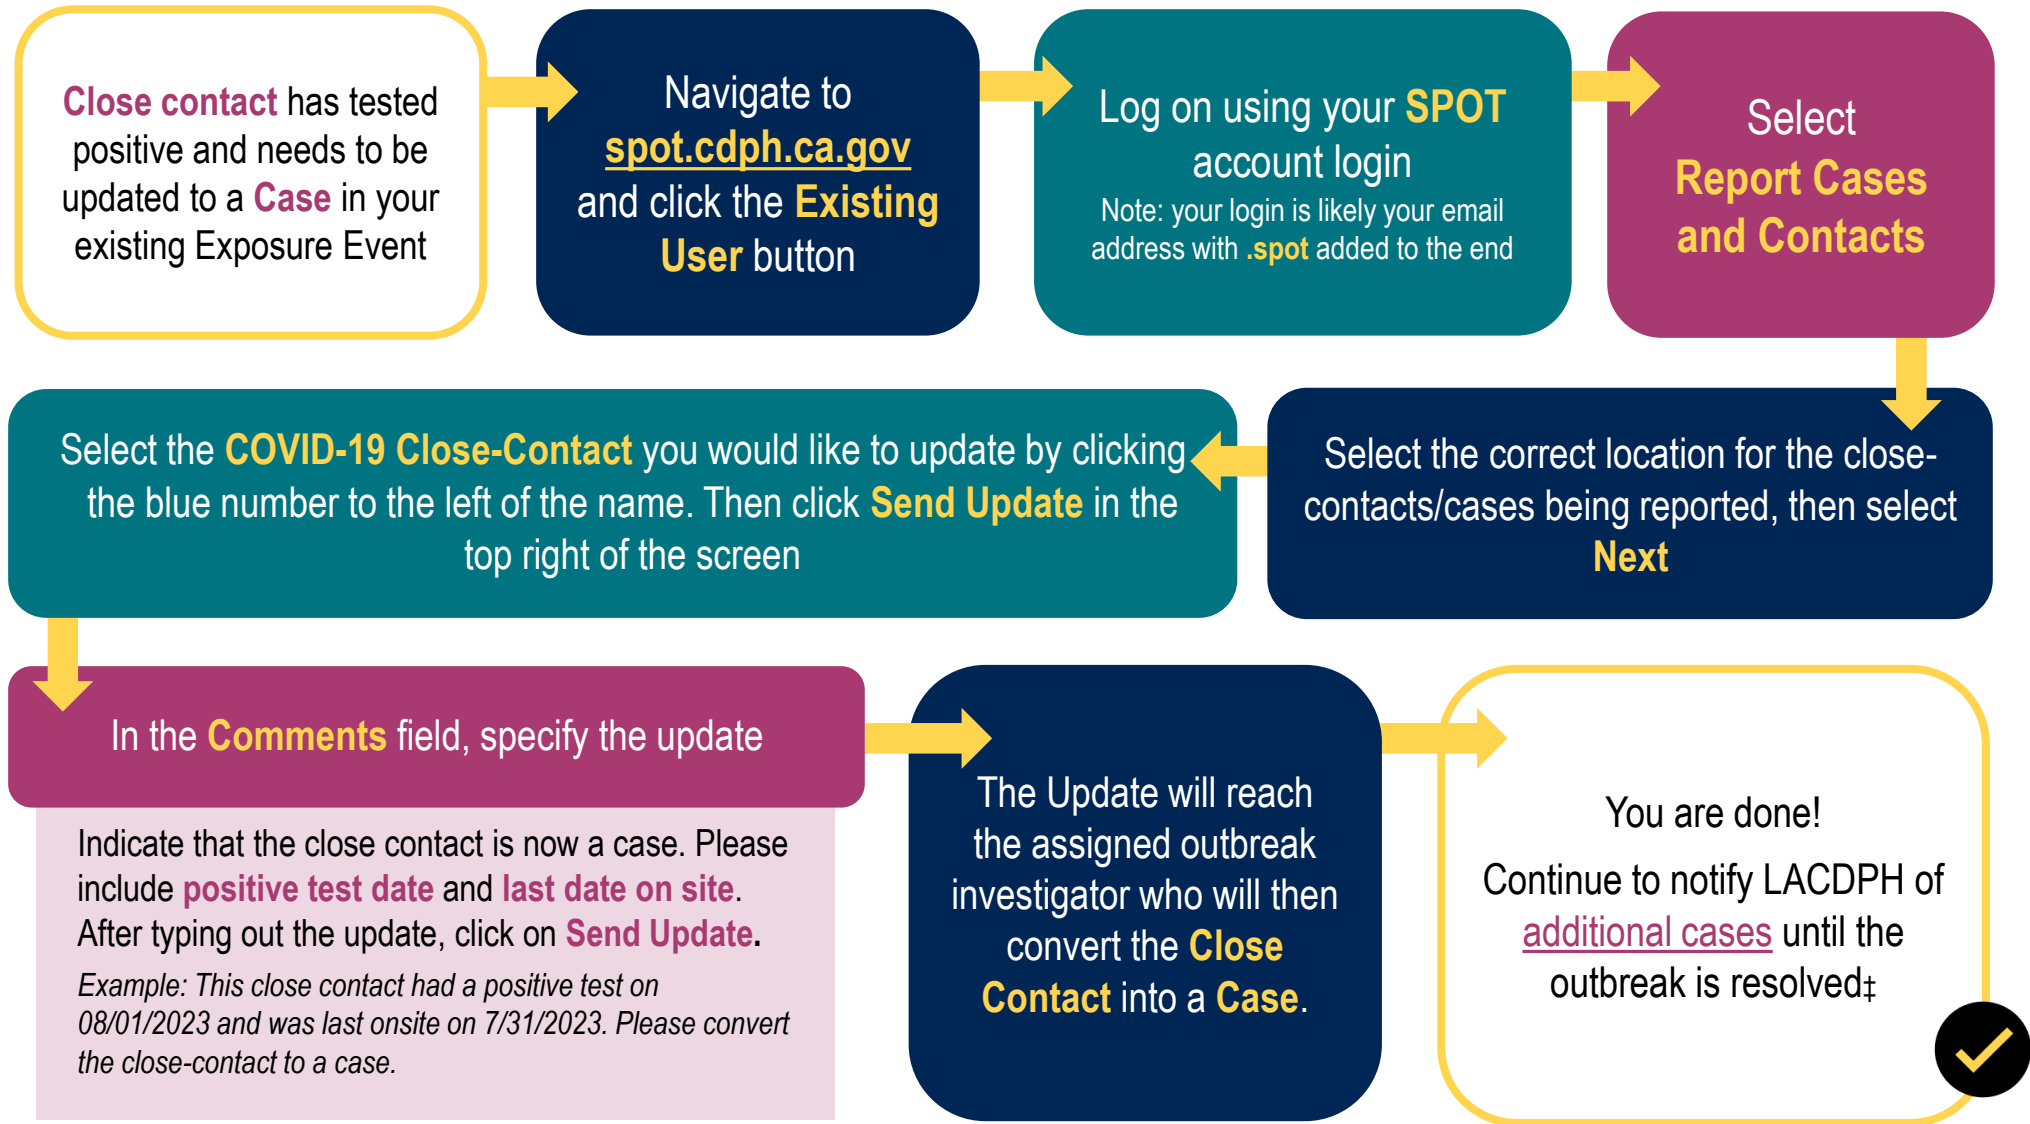 Close contact has tested
positive and needs to be
updated to a Case in your
existing Exposure Event
Navigate to
spot.cdph.ca.gov
and click the Existing
User button
Log on using your SPOT
account login
Note: your login is likely your email
address with .spot added to the end
Select
Report Cases
and Contacts
Select the correct location for the close-
contacts/cases being reported, then select
Next
Select the COVID-19 Close-Contact you would like to update by clicking
the blue number to the left of the name. Then click Send Update in the
top right of the screen
In the Comments field, specify the update
Indicate that the close contact is now a case. Please
include positive test date and last date on site.
After typing out the update, click on Send Update.
Example: This close contact had a positive test on
08/01/2023 and was last onsite on 7/31/2023. Please convert
the close-contact to a case.
The Update will reach
the assigned outbreak
investigator who will then
convert the Close
Contact into a Case.
You are done!
Continue to notify LACDPH of
additional cases until the
outbreak is resolved‡